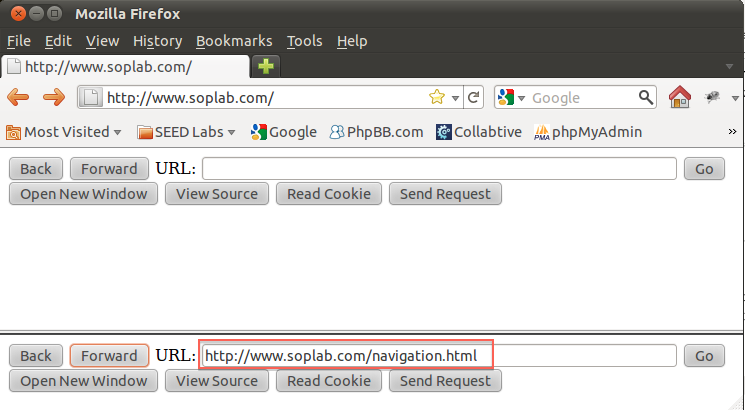 Mozilla Firefox
File Edit View History Bookmarks Tools Help
http://www.soplab.com/
http://www.soplab.com/ Google
Most Visited SEED Labs Google PhpBB.com Collabtive PMA phpMyAdmin »
Back Forward URL: Go
Open New Window View Source Read Cookie Send Request
Back Forward URL: http://www.soplab.com/navigation.html Go
Open New Window View Source Read Cookie Send Request